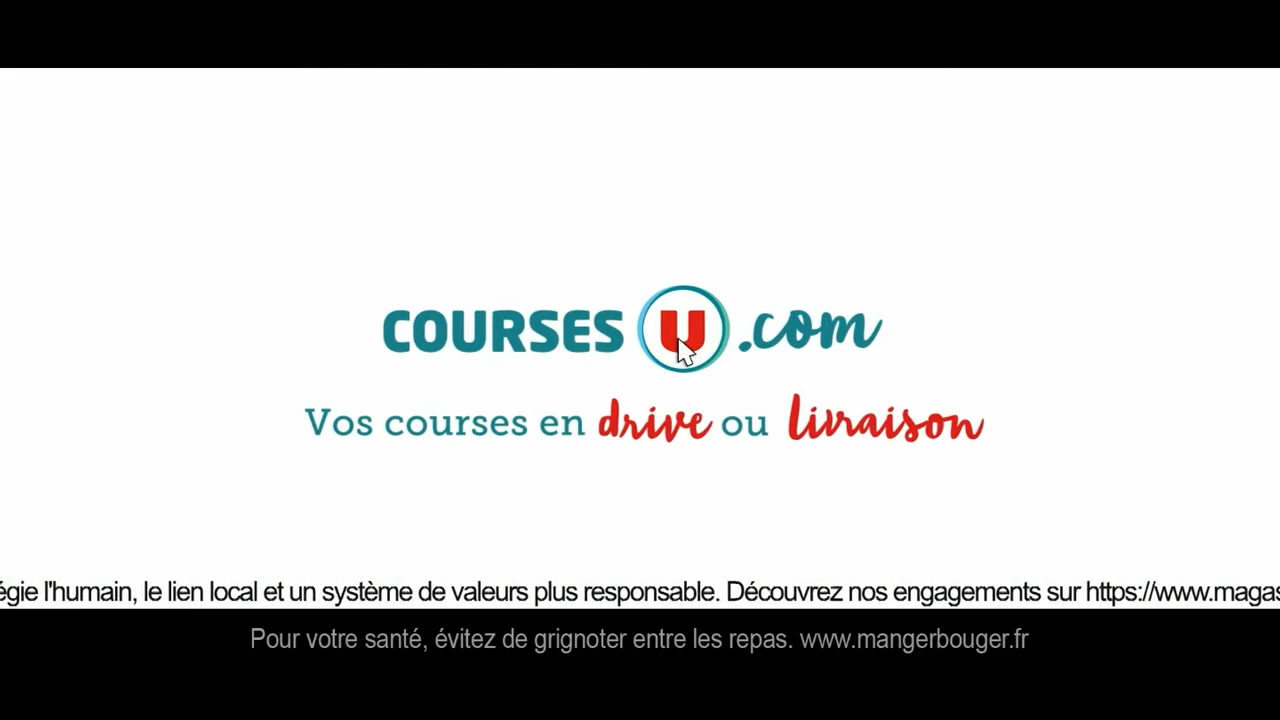 COURSES U .com
Vos courses en drive ou livraison
égie l'humain, le lien local et un système de valeurs plus responsable. Découvrez nos engagements sur https://www.magas
Pour votre santé, évitez de grignoter entre les repas. www.mangerbouger.fr